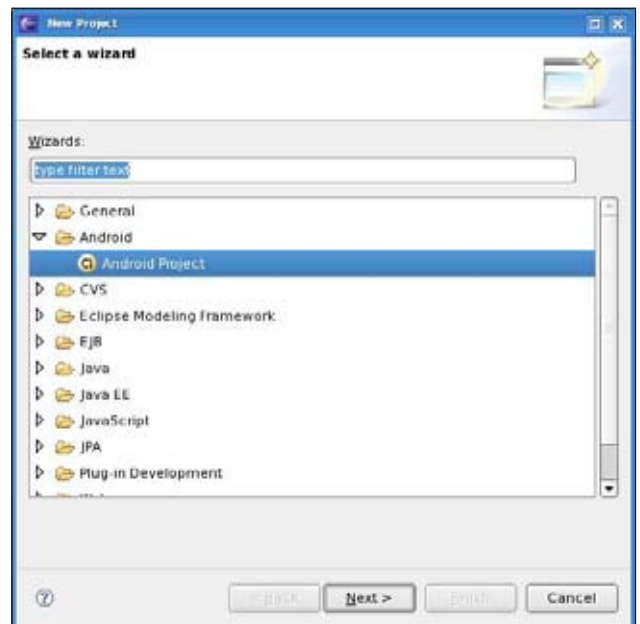 New Project
Select a wizard
Wizards:
type filter text
General
Android
Android Project
CVS
Eclipse Modeling Framework
EJB
Java
Java EE
JavaScript
JPA
Plug-in Development
< Back
Next >
Finish
Cancel